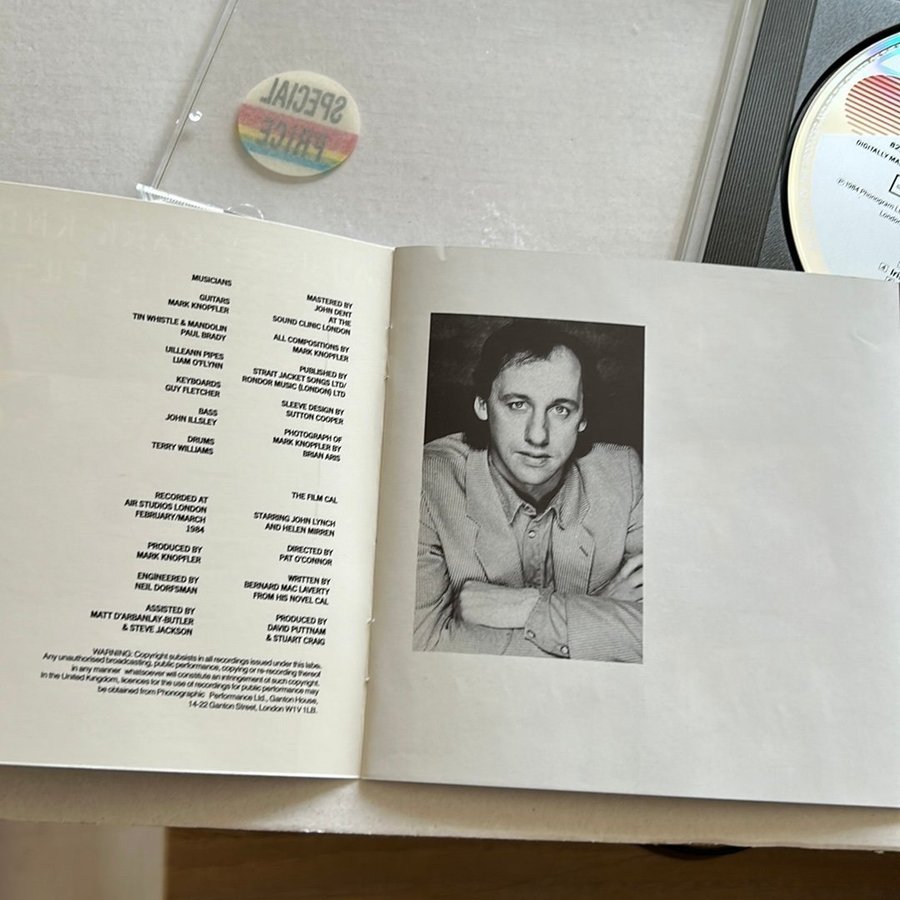 SPECIAL
PRICE
DIGITALLY
℗ 1984 Phonogram
London
MUSICIANS
GUITARS
MARK KNOPFLER
TIN WHISTLE & MANDOLIN
PAUL BRADY
UILLEANN PIPES
LIAM O'FLYNN
KEYBOARDS
GUY FLETCHER
BASS
JOHN ILLSLEY
DRUMS
TERRY WILLIAMS
RECORDED AT
AIR STUDIOS LONDON
FEBRUARY/MARCH
1984
PRODUCED BY
MARK KNOPFLER
ENGINEERED BY
NEIL DORFSMAN
ASSISTED BY
MATT D'ARBANLAY-BUTLER
& STEVE JACKSON
MASTERED BY
JOHN DENT
AT THE
SOUND CLINIC LONDON
ALL COMPOSITIONS BY
MARK KNOPFLER
PUBLISHED BY
STRAIT JACKET SONGS LTD/
RONDOR MUSIC (LONDON) LTD
SLEEVE DESIGN BY
SUTTON COOPER
PHOTOGRAPH OF
MARK KNOPFLER BY
BRIAN ARIS
THE FILM CAL
STARRING JOHN LYNCH
AND HELEN MIRREN
DIRECTED BY
PAT O'CONNOR
WRITTEN BY
BERNARD MAC LAVERTY
FROM HIS NOVEL CAL
PRODUCED BY
DAVID PUTTNAM
& STUART CRAIG
WARNING: Copyright subsists in all recordings issued under this label.
Any unauthorised broadcasting, public performance, copying or re-recording thereof
in any manner whatsoever will constitute an infringement of such copyright.
In the United Kingdom, licences for the use of recordings for public performance may
be obtained from Phonographic Performance Ltd., Ganton House,
14-22 Ganton Street, London W1V 1LB.